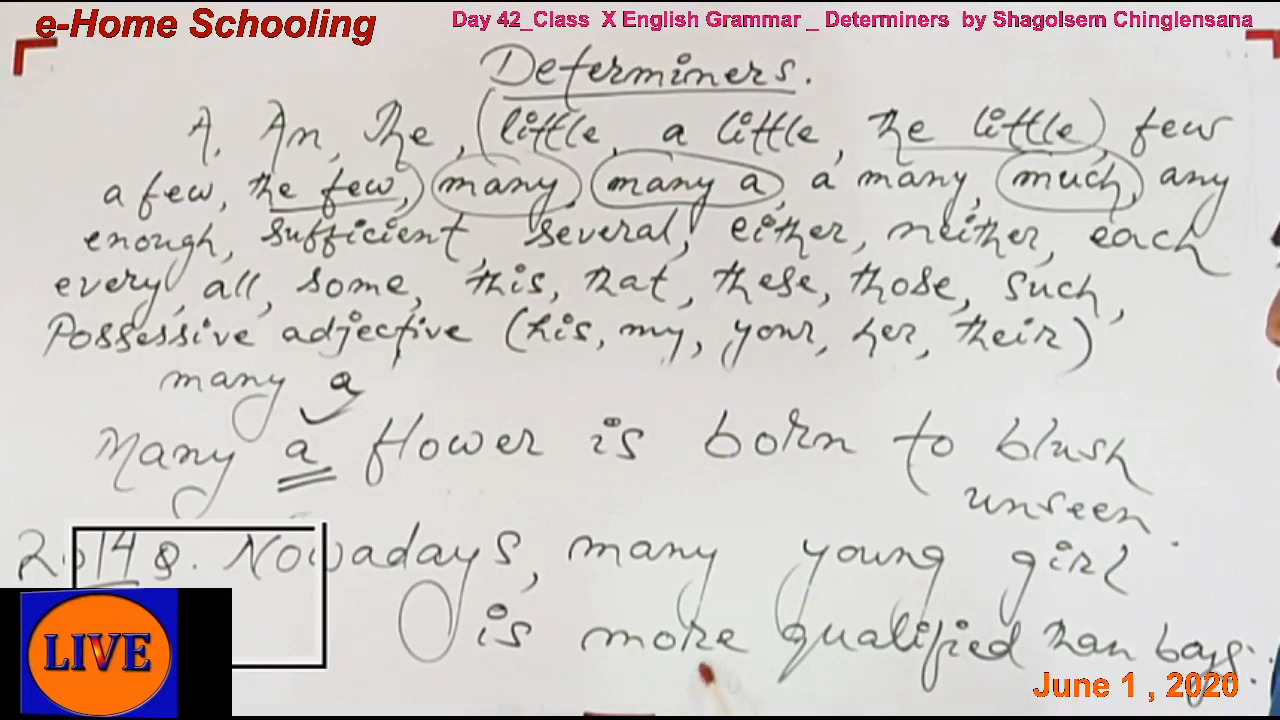 e-Home Schooling
Day 42_Class X English Grammar _ Determiners by Shagolsem Chinglensana
Determiners.
A, An, The, (little, a little, the little) few
a few, the few,) many, many a, a many, much, any
enough, sufficient, several, either, neither, each
every, all, some, this, that, these, those, such,
Possessive adjective (his, my, your, her, their)
many a
Many a flower is born to blush
unseen.
2014 Q. Nowadays, many young girl
is more qualified than boys.
LIVE
June 1 , 2020